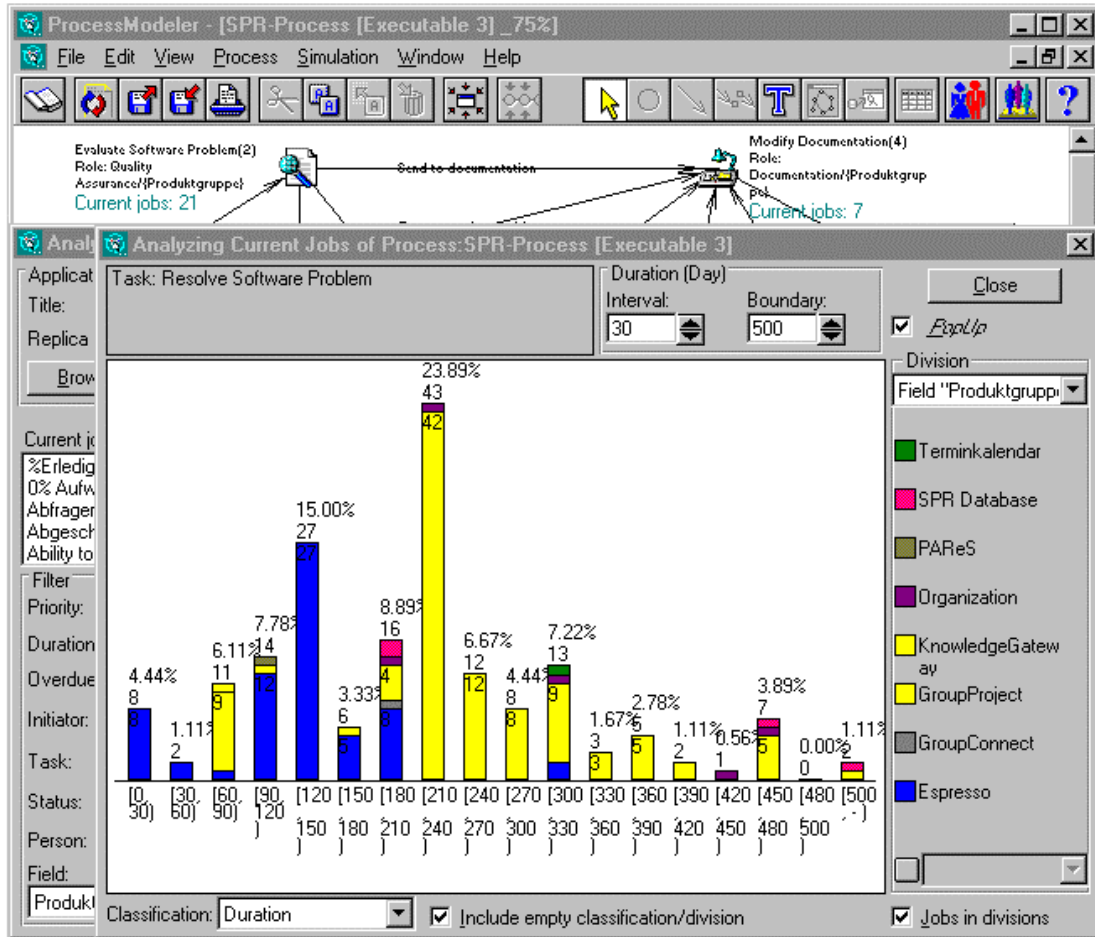 ProcessModeler - [SPR-Process [Executable 3] _75%]
File Edit View Process Simulation Window Help
Evaluate Software Problem(2)
Role: Quality
Assurance/{Produktgruppe}
Current jobs: 21
Send to documentation
Modify Documentation(4)
Role:
Documentation/{Produktgrup
pe}
Current jobs: 7
Analy
Applicat
Title:
Replica
Brow
Current jo
%Erledig
0% Aufw
Abfrager
Abgesch
Ability to
Filter
Priority:
Duration
Overdue
Initiator:
Task:
Status:
Person:
Field:
Produkt
Analyzing Current Jobs of Process:SPR-Process [Executable 3]
Task: Resolve Software Problem
Duration (Day)
Interval: Boundary:
30 500
Close
PopUp
Division
Field "Produktgrupp
Terminkalendar
SPR Database
PAReS
Organization
KnowledgeGatew
ay
GroupProject
GroupConnect
Espresso
4.44% 1.11% 6.11% 7.78% 15.00% 3.33% 8.89% 23.89% 6.67% 4.44% 7.22% 1.67% 2.78% 1.11% 0.56% 3.89% 0.00% 1.11%
8 2 11 14 27 6 16 43 12 8 13 3 5 2 1 7 0 2
8 9 12 27 5 4 8 42 12 8 9 3 5 5
[0, [30, [60, [90, [120 [150 [180 [210 [240 [270 [300 [330 [360 [390 [420 [450 [480 [500
30) 60) 90) 120 , - )
) 150 180 210 240 270 300 330 360 390 420 450 480 500
) ) ) ) ) ) ) ) ) ) ) ) )
Classification: Duration
Include empty classification/division
Jobs in divisions